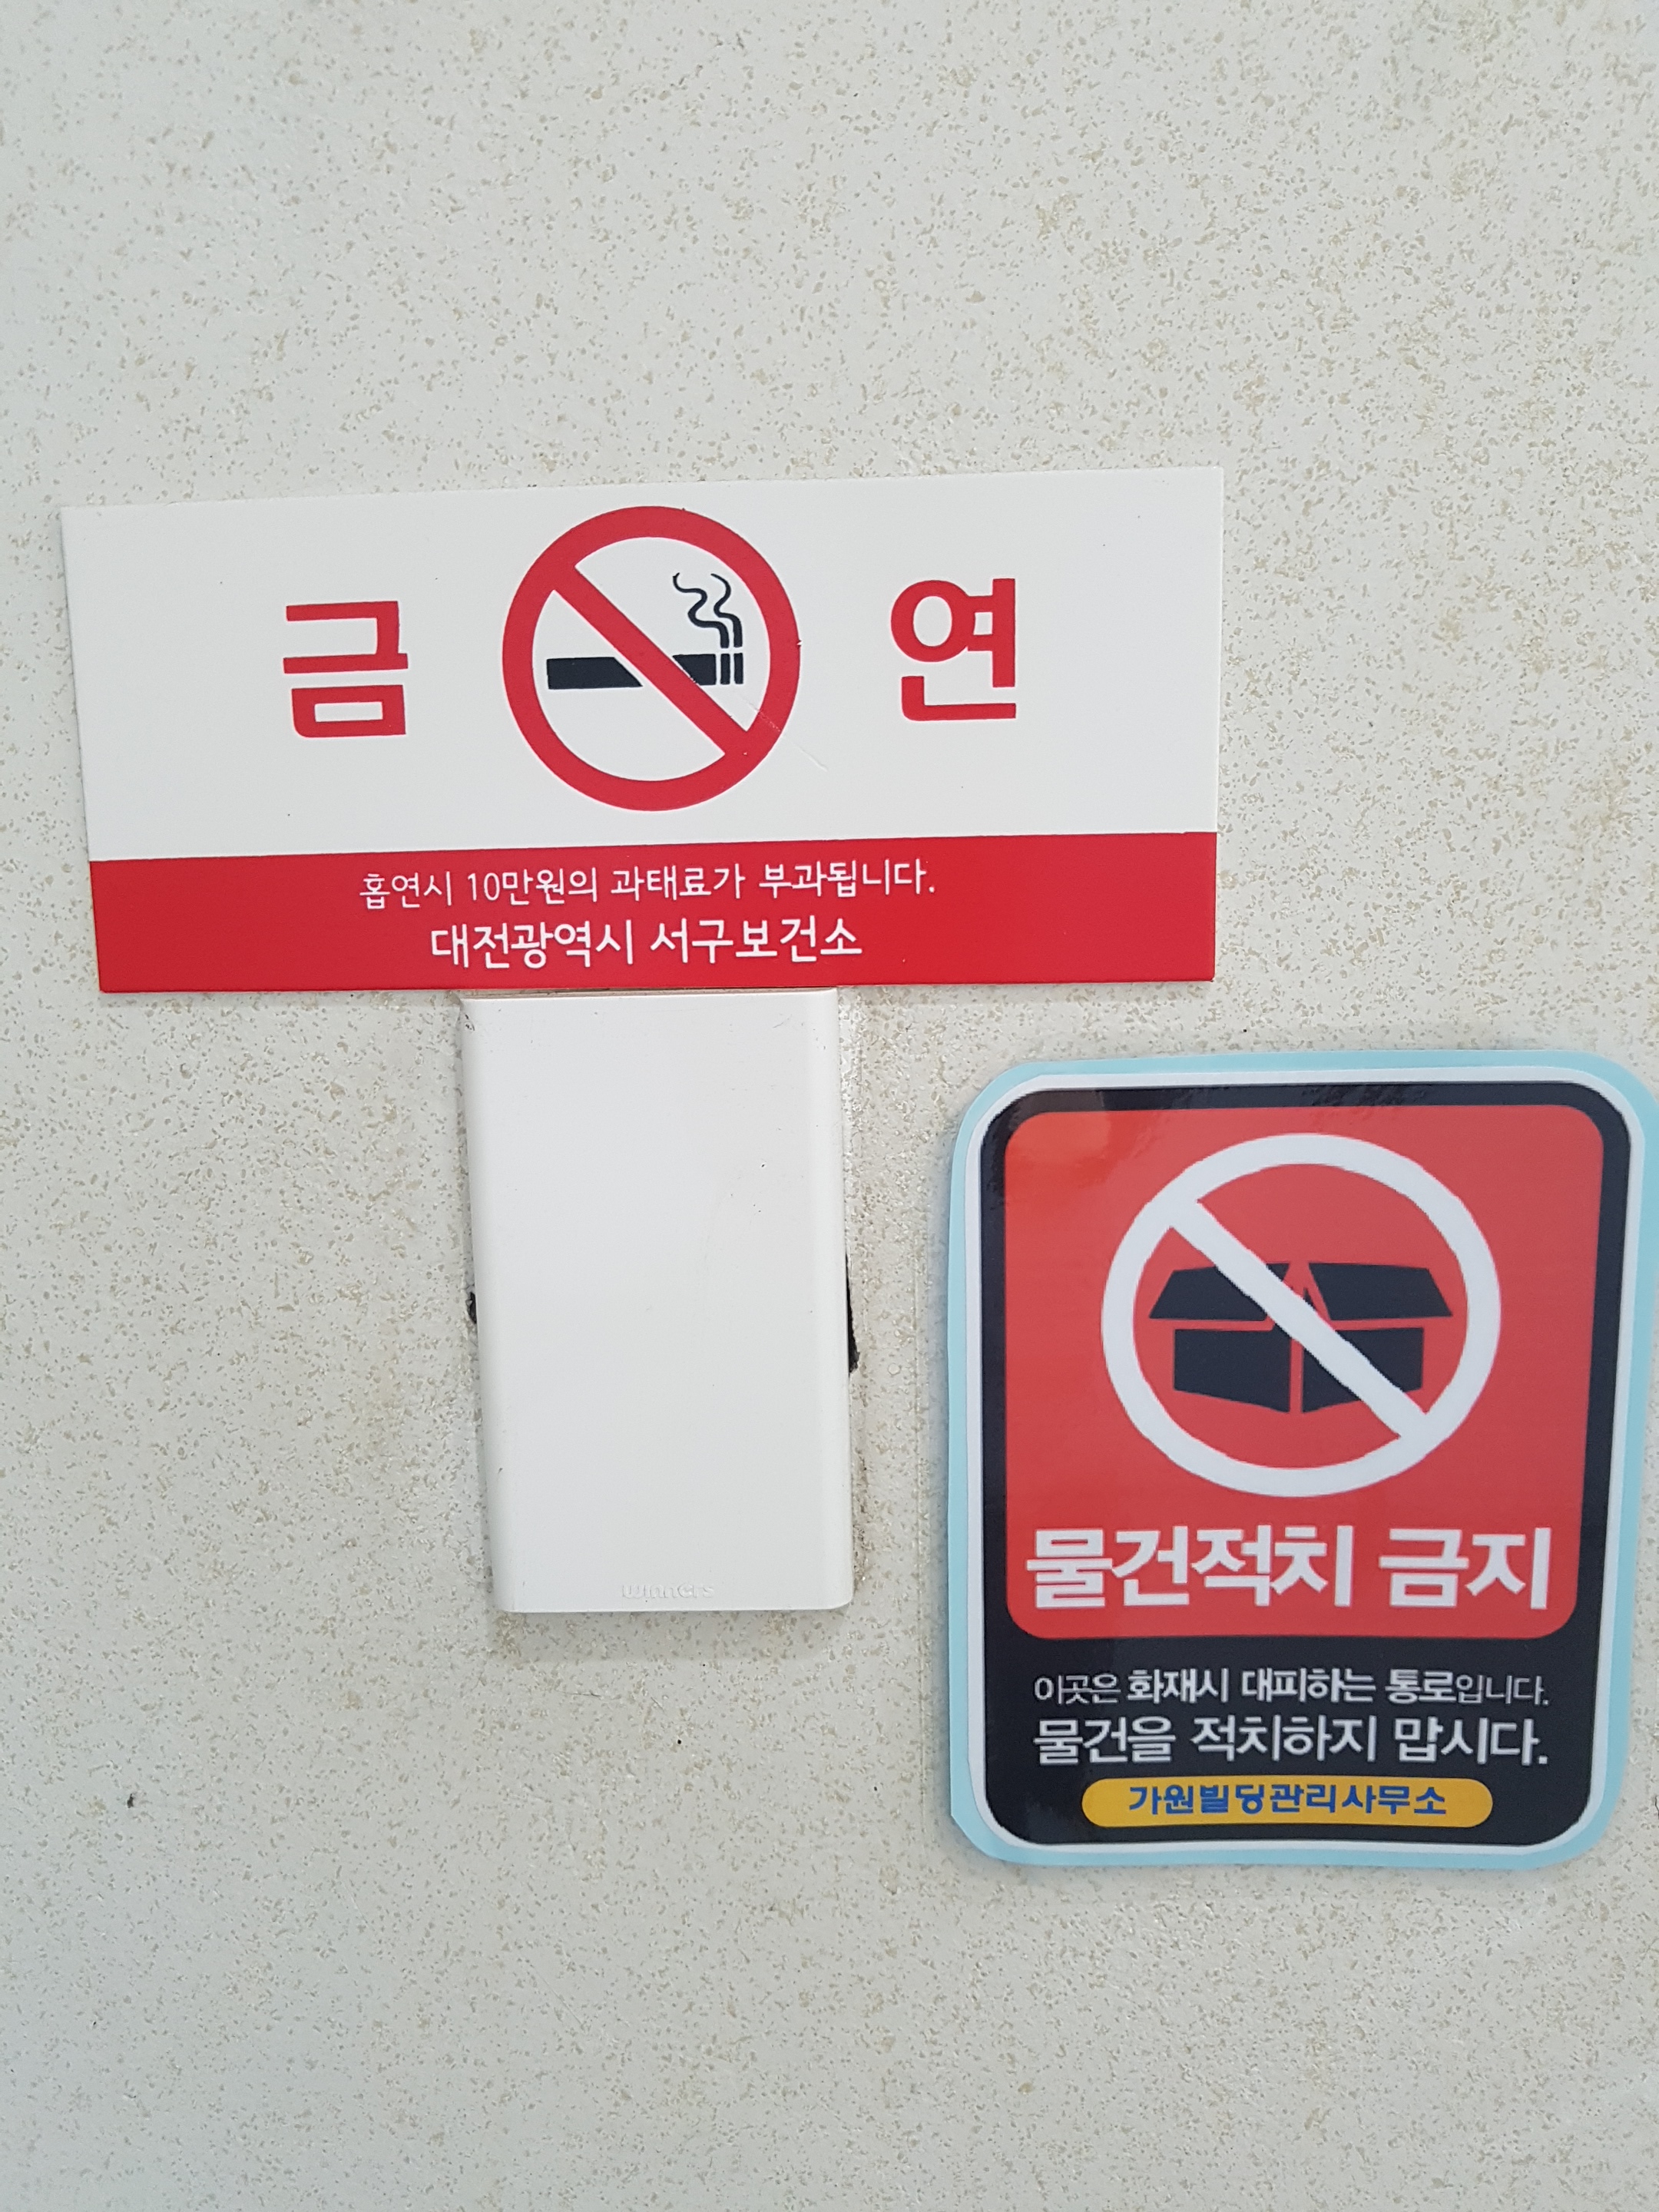 금 연
흡연시 10만원의 과태료가 부과됩니다.
대전광역시 서구보건소
winners
물건적치 금지
이곳은 화재시 대피하는 통로입니다.
물건을 적치하지 맙시다.
가원빌딩관리사무소